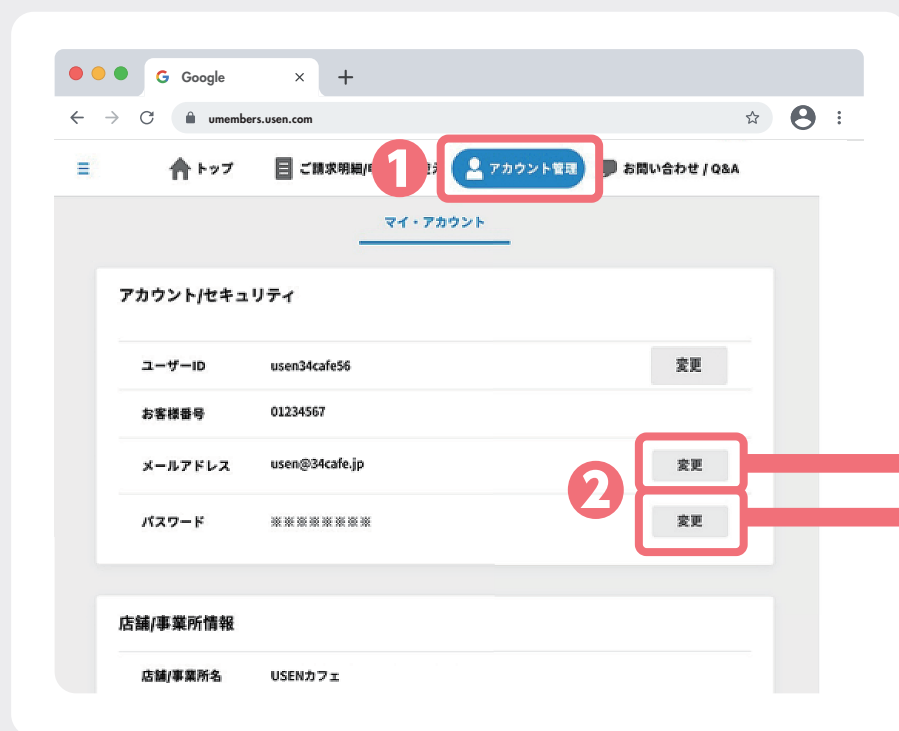 Google
umembers.usen.com
1
トップ
ご請求明細/
アカウント管理
お問い合わせ / Q&A
マイ・アカウント
アカウント/セキュリティ
ユーザーID usen34cafe56 変更
お客様番号 01234567
メールアドレス usen@34cafe.jp 変更
2
パスワード ※※※※※※※※ 変更
店舗/事業所情報
店舗/事業所名 USENカフェ